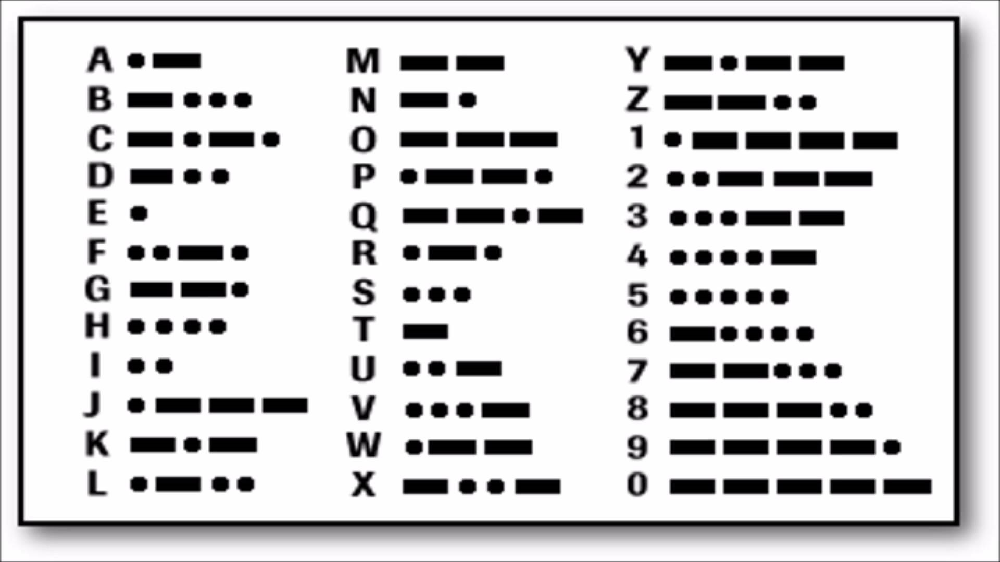 A • —
B — • • •
C — • — •
D — • •
E •
F • • — •
G — — •
H • • • •
I • •
J • — — —
K — • —
L • — • •
M — —
N — •
O — — —
P • — — •
Q — — • —
R • — •
S • • •
T —
U • • —
V • • • —
W • — —
X — • • —
Y — • — —
Z — — • •
1 • — — — —
2 • • — — —
3 • • • — —
4 • • • • —
5 • • • • •
6 — • • • •
7 — — • • •
8 — — — • •
9 — — — — •
0 — — — — —